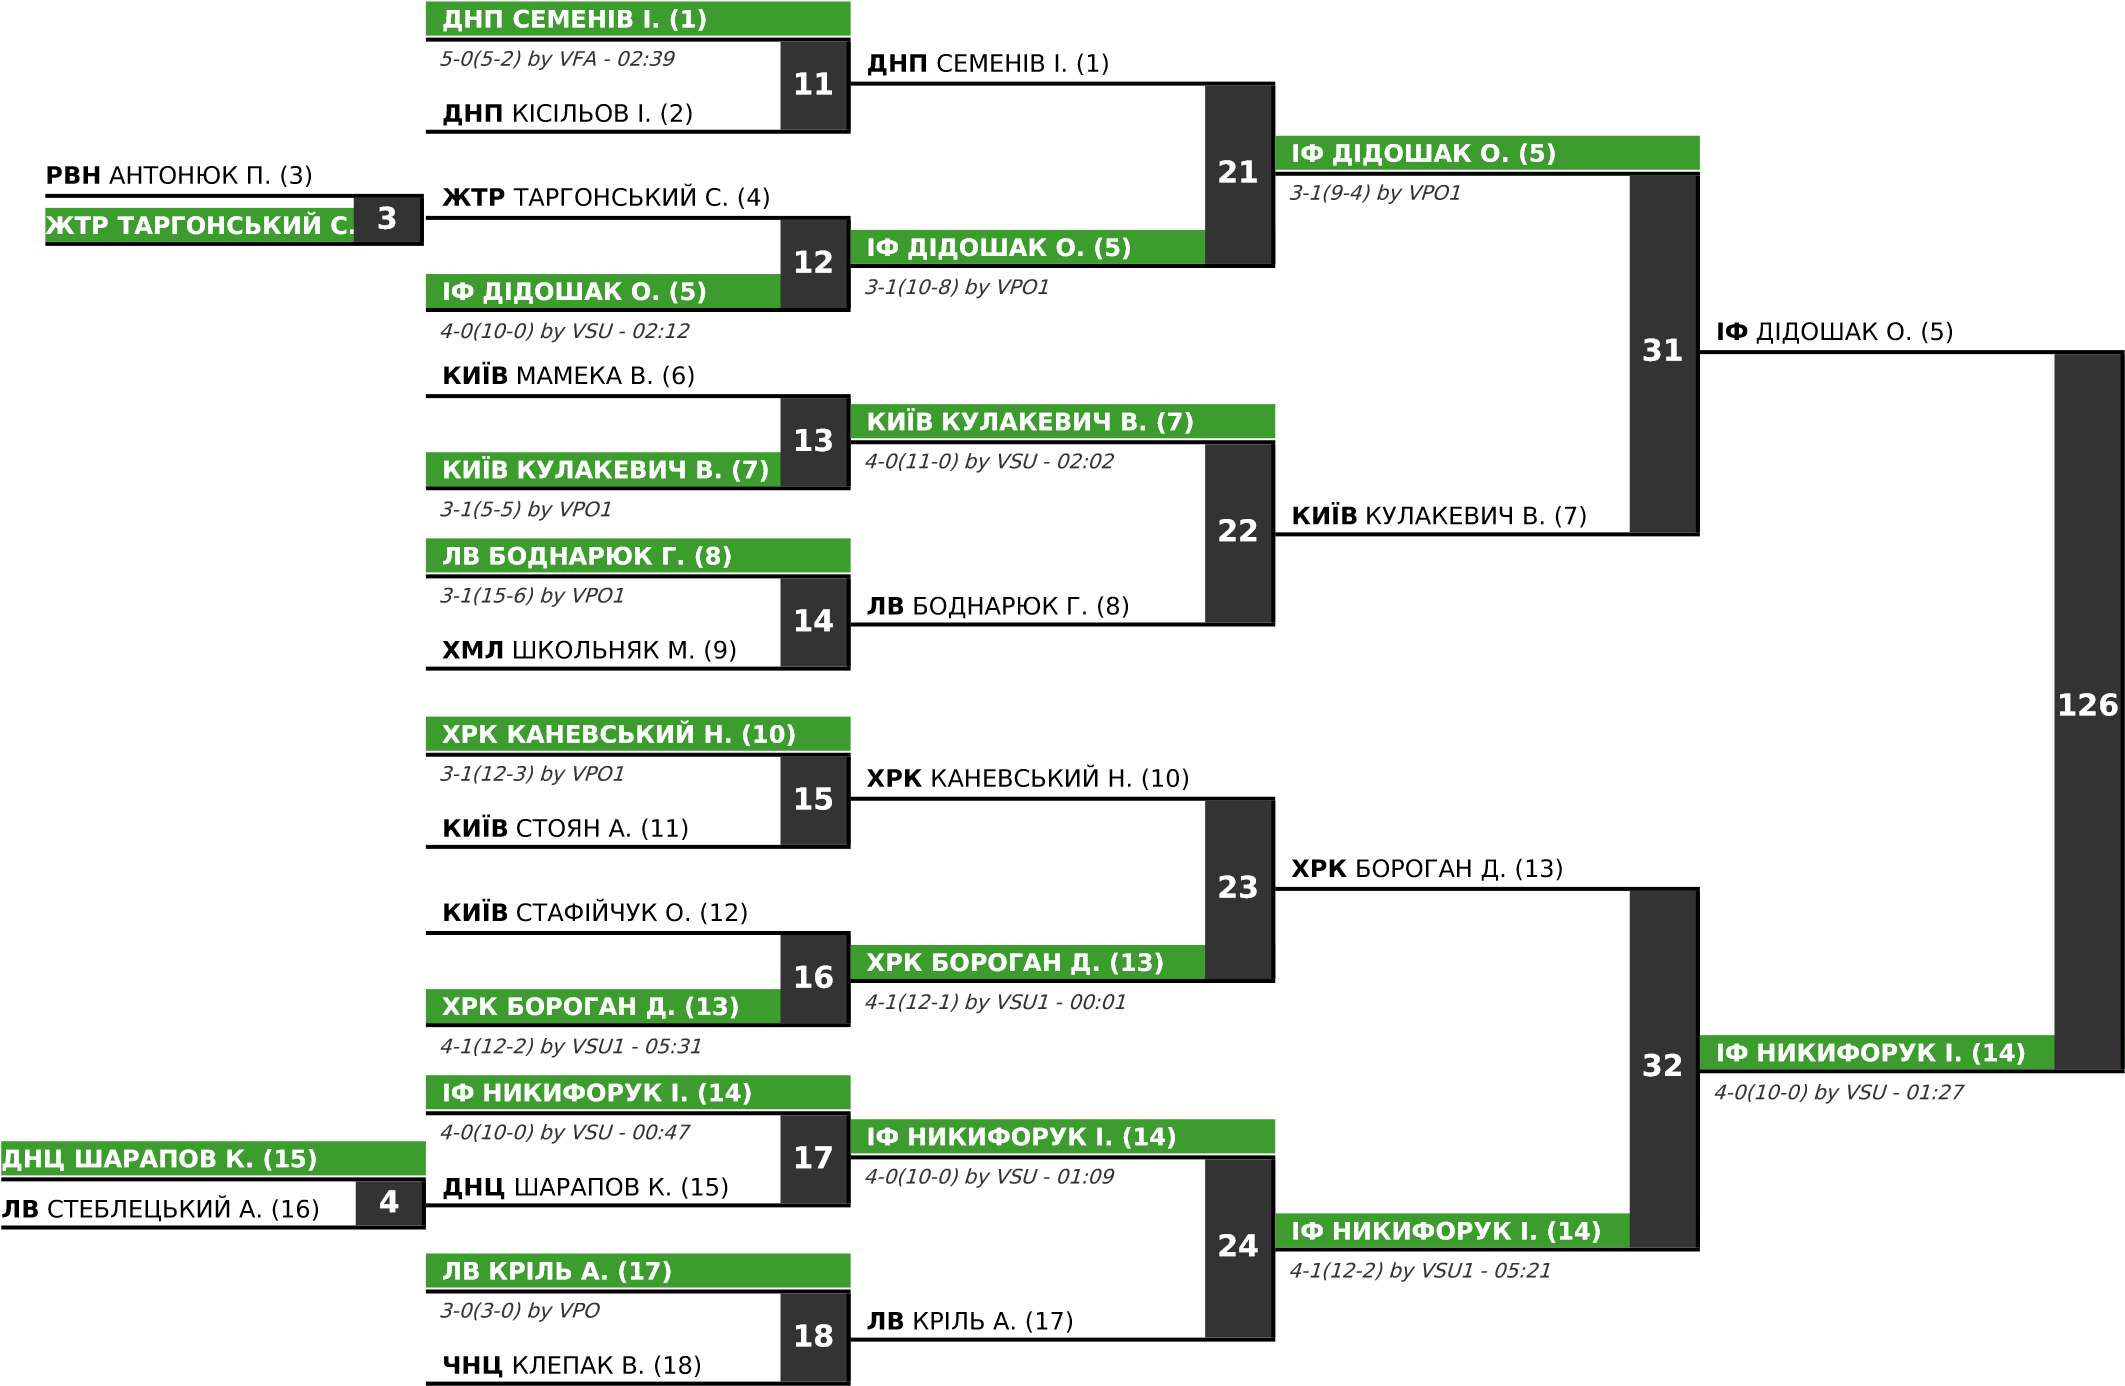 ДНП СЕМЕНІВ І. (1)
5-0(5-2) by VFA - 02:39
11
ДНП КІСІЛЬОВ І. (2)
ДНП СЕМЕНІВ І. (1)
РВН АНТОНЮК П. (3)
ЖТР ТАРГОНСЬКИЙ С.
3
ЖТР ТАРГОНСЬКИЙ С. (4)
12
ІФ ДІДОШАК О. (5)
4-0(10-0) by VSU - 02:12
21
ІФ ДІДОШАК О. (5)
3-1(10-8) by VPO1
ІФ ДІДОШАК О. (5)
3-1(9-4) by VPO1
КИЇВ МАМЕКА В. (6)
13
КИЇВ КУЛАКЕВИЧ В. (7)
3-1(5-5) by VPO1
КИЇВ КУЛАКЕВИЧ В. (7)
4-0(11-0) by VSU - 02:02
31
ІФ ДІДОШАК О. (5)
22
КИЇВ КУЛАКЕВИЧ В. (7)
ЛВ БОДНАРЮК Г. (8)
3-1(15-6) by VPO1
14
ХМЛ ШКОЛЬНЯК М. (9)
ЛВ БОДНАРЮК Г. (8)
126
ХРК КАНЕВСЬКИЙ Н. (10)
3-1(12-3) by VPO1
15
КИЇВ СТОЯН А. (11)
ХРК КАНЕВСЬКИЙ Н. (10)
23
ХРК БОРОГАН Д. (13)
КИЇВ СТАФІЙЧУК О. (12)
16
ХРК БОРОГАН Д. (13)
4-1(12-2) by VSU1 - 05:31
ХРК БОРОГАН Д. (13)
4-1(12-1) by VSU1 - 00:01
32
ІФ НИКИФОРУК І. (14)
4-0(10-0) by VSU - 01:27
ІФ НИКИФОРУК І. (14)
4-0(10-0) by VSU - 00:47
17
ДНЦ ШАРАПОВ К. (15)
ДНЦ ШАРАПОВ К. (15)
4
ЛВ СТЕБЛЕЦЬКИЙ А. (16)
ІФ НИКИФОРУК І. (14)
4-0(10-0) by VSU - 01:09
24
ІФ НИКИФОРУК І. (14)
4-1(12-2) by VSU1 - 05:21
ЛВ КРІЛЬ А. (17)
3-0(3-0) by VPO
18
ЧНЦ КЛЕПАК В. (18)
ЛВ КРІЛЬ А. (17)